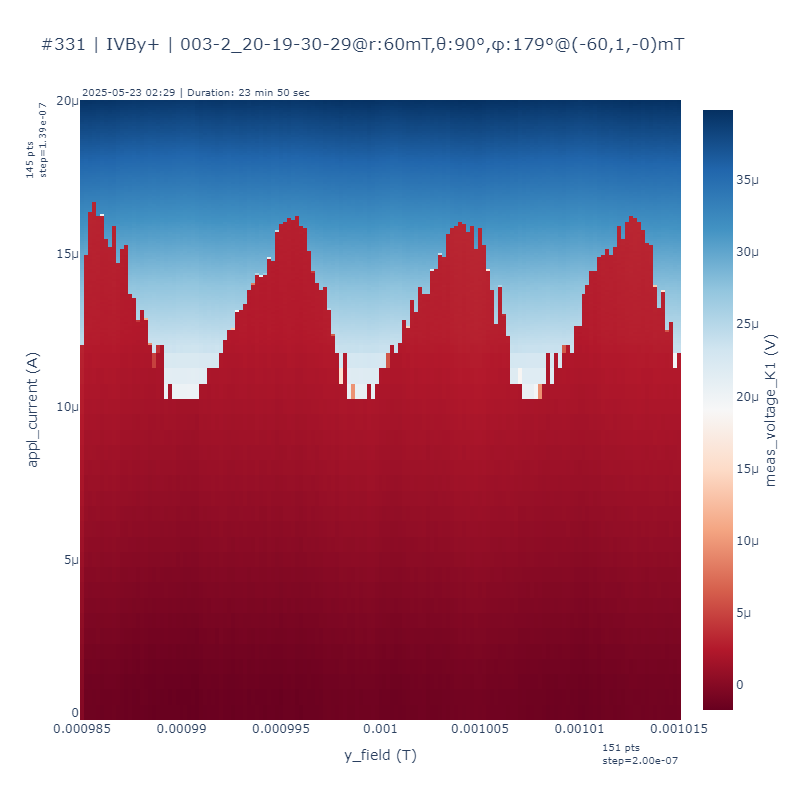 #331 | IVBy+ | 003-2_20-19-30-29@r:60mT,θ:90º,φ:179º@(-60,1,-0)mT
2025-05-23 02:29 | Duration: 23 min 50 sec
145 pts
step=1.39e-07
20μ
15μ
10μ
5μ
0
appl_current (A)
0.000985
0.00099
0.000995
0.001
0.001005
0.00101
0.001015
y_field (T)
151 pts
step=2.00e-07
35μ
30μ
25μ
20μ
15μ
10μ
5μ
0
meas_voltage_K1 (V)